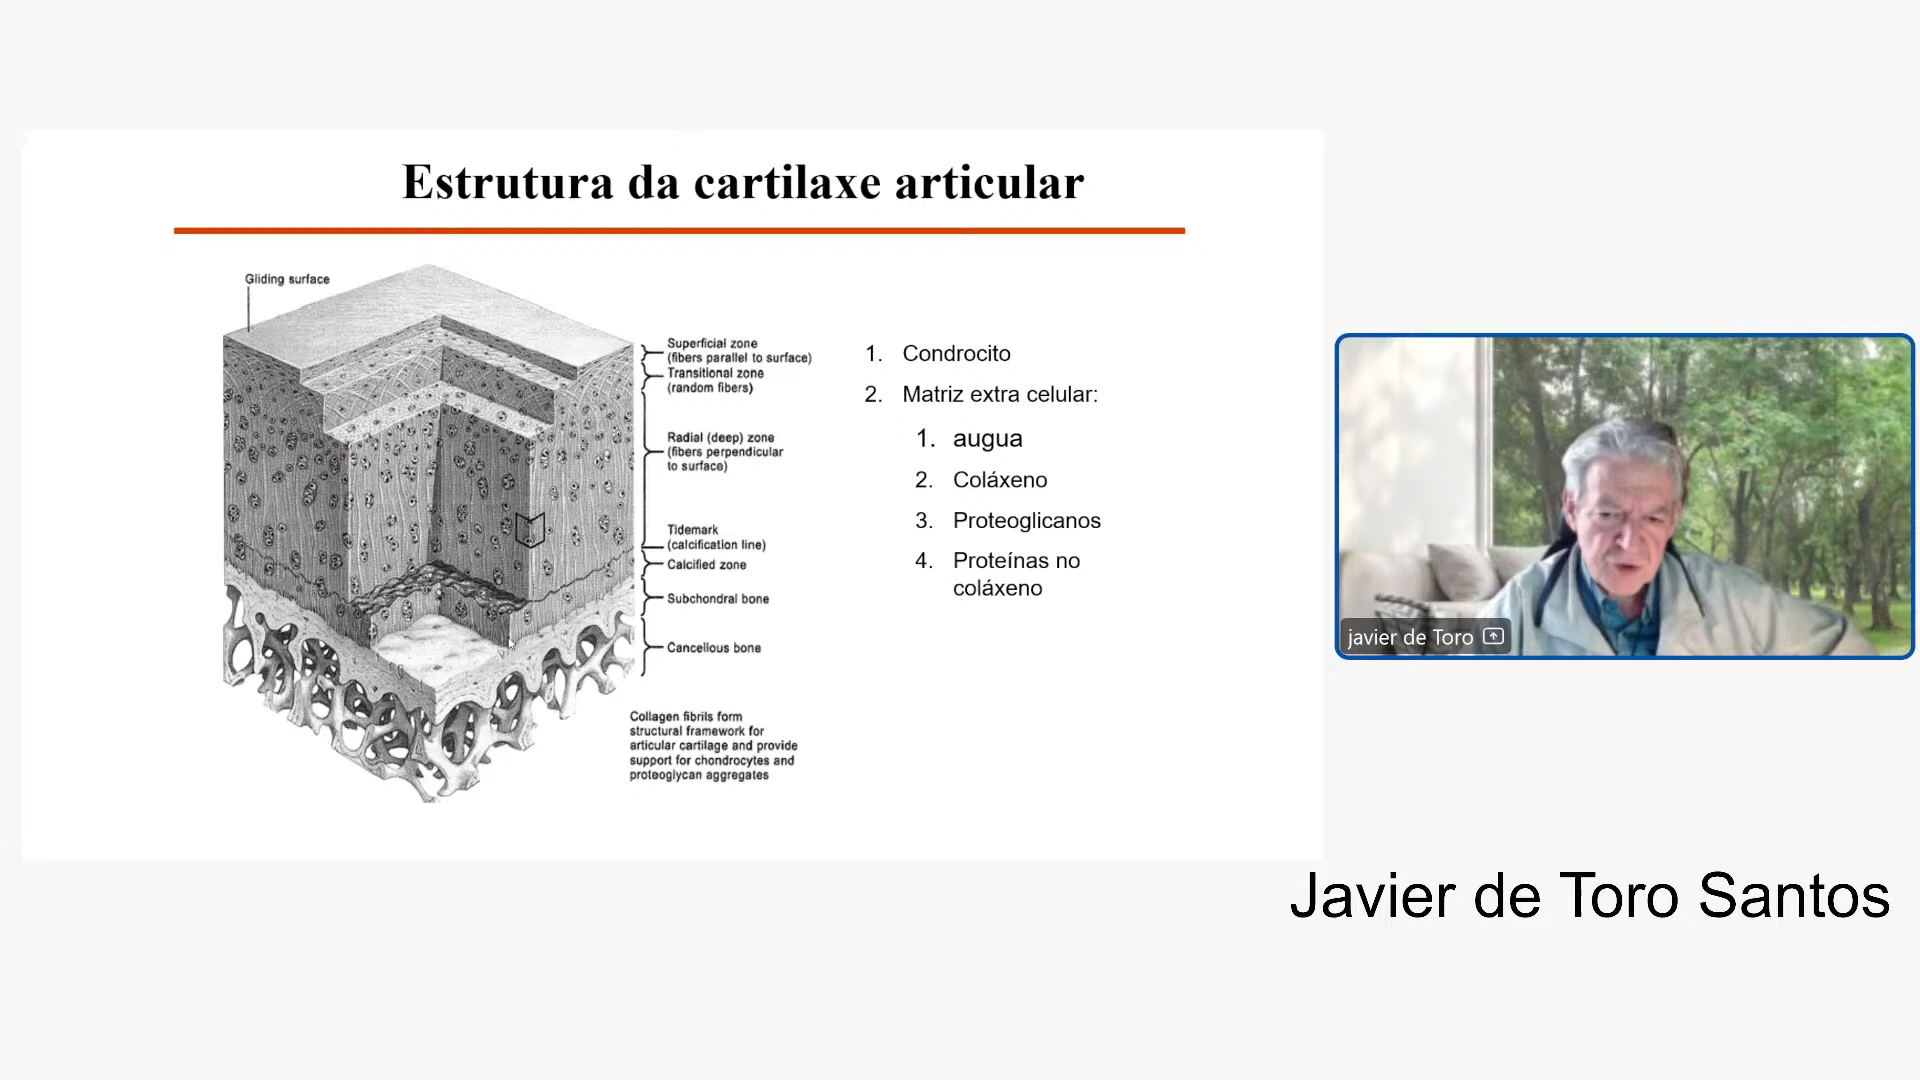 Estrutura da cartilaxe articular
Gliding surface
Superficial zone
(fibers parallel to surface)
Transitional zone
(random fibers)
Radial (deep) zone
(fibers perpendicular
to surface)
Tidemark
(calcification line)
Calcified zone
Subchondral bone
Cancellous bone
Collagen fibrils form
structural framework for
articular cartilage and provide
support for chondrocytes and
proteoglycan aggregates
1. Condrocito
2. Matriz extra celular:
1. augua
2. Coláxeno
3. Proteoglicanos
4. Proteínas no
coláxeno
javier de Toro
Javier de Toro Santos